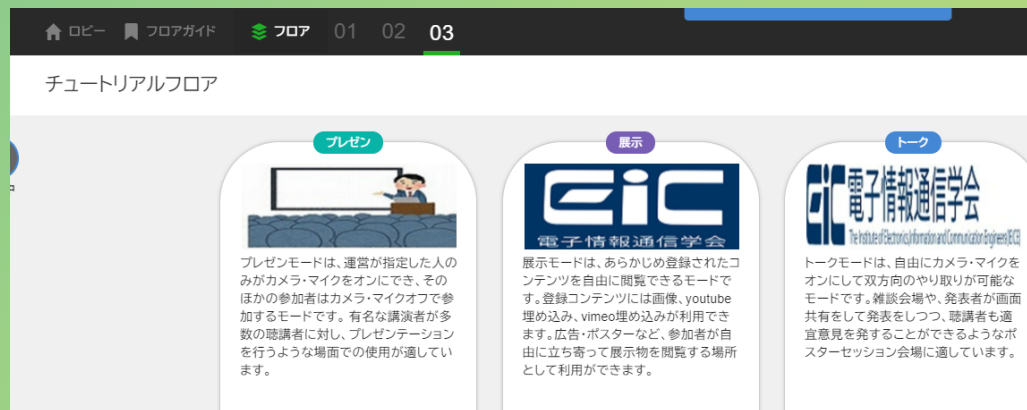 ロビー フロアガイド フロア 01 02 03
チュートリアルフロア
プレゼン
プレゼンモードは、運営が指定した人の
みがカメラ・マイクをオンにでき、その
ほかの参加者はカメラ・マイクオフで参
加するモードです。有名な講演者が多
数の聴講者に対し、プレゼンテーション
を行うような場面での使用が適してい
ます。
展示
EiC
電子情報通信学会
展示モードは、あらかじめ登録されたコ
ンテンツを自由に閲覧できるモードで
す。登録コンテンツには画像、youtube
埋め込み、vimeo埋め込みが利用でき
ます。広告・ポスターなど、参加者が自
由に立ち寄って展示物を閲覧する場所
として利用ができます。
トーク
EiC 電子情報通信学会
The Institute of Electronics, Information and Communication Engineers (IEICE)
トークモードは、自由にカメラ・マイクを
オンにして双方向のやり取りが可能な
モードです。雑談会場や、発表者が画面
共有をして発表をしつつ、聴講者も適
宜意見を発することができるようなポ
スターセッション会場に適しています。